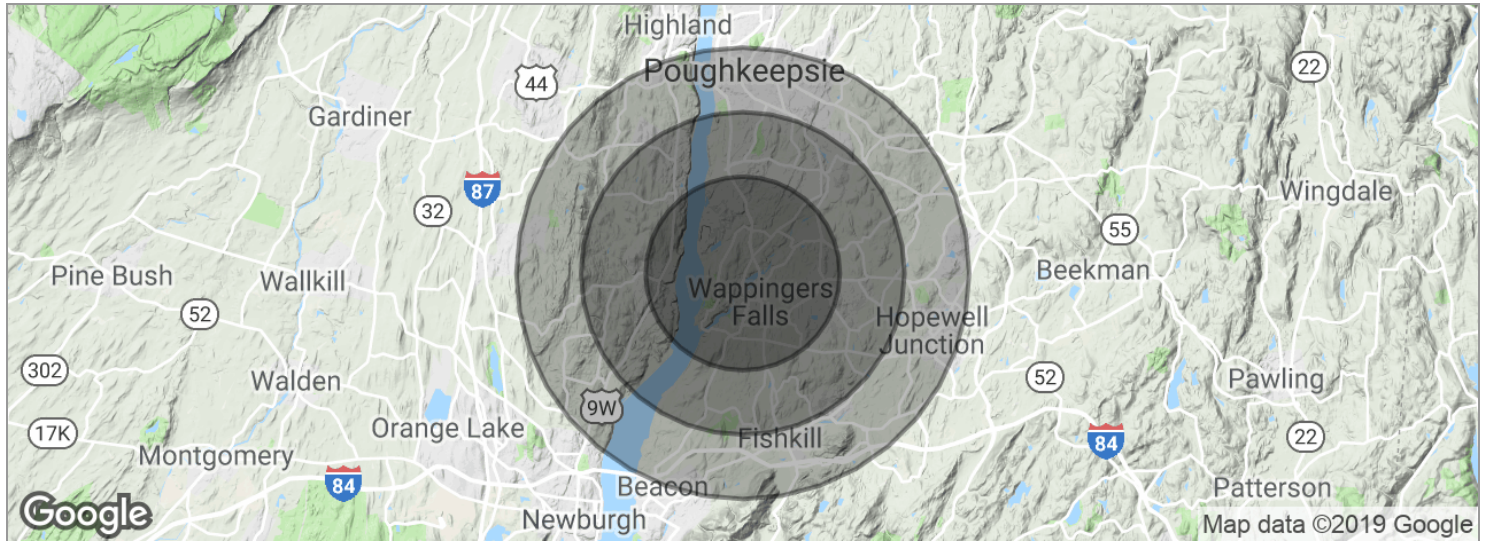 Highland
Poughkeepsie
22
44
Gardiner
87
32
Wingdale
55
Pine Bush
Wallkill
Beekman
Wappingers
Falls
52
Hopewell
Junction
302
Walden
52
Pawling
9W
17K
Orange Lake
Fishkill
84
22
Montgomery
84
Beacon
Patterson
Google
Newburgh
Map data ©2019 Google